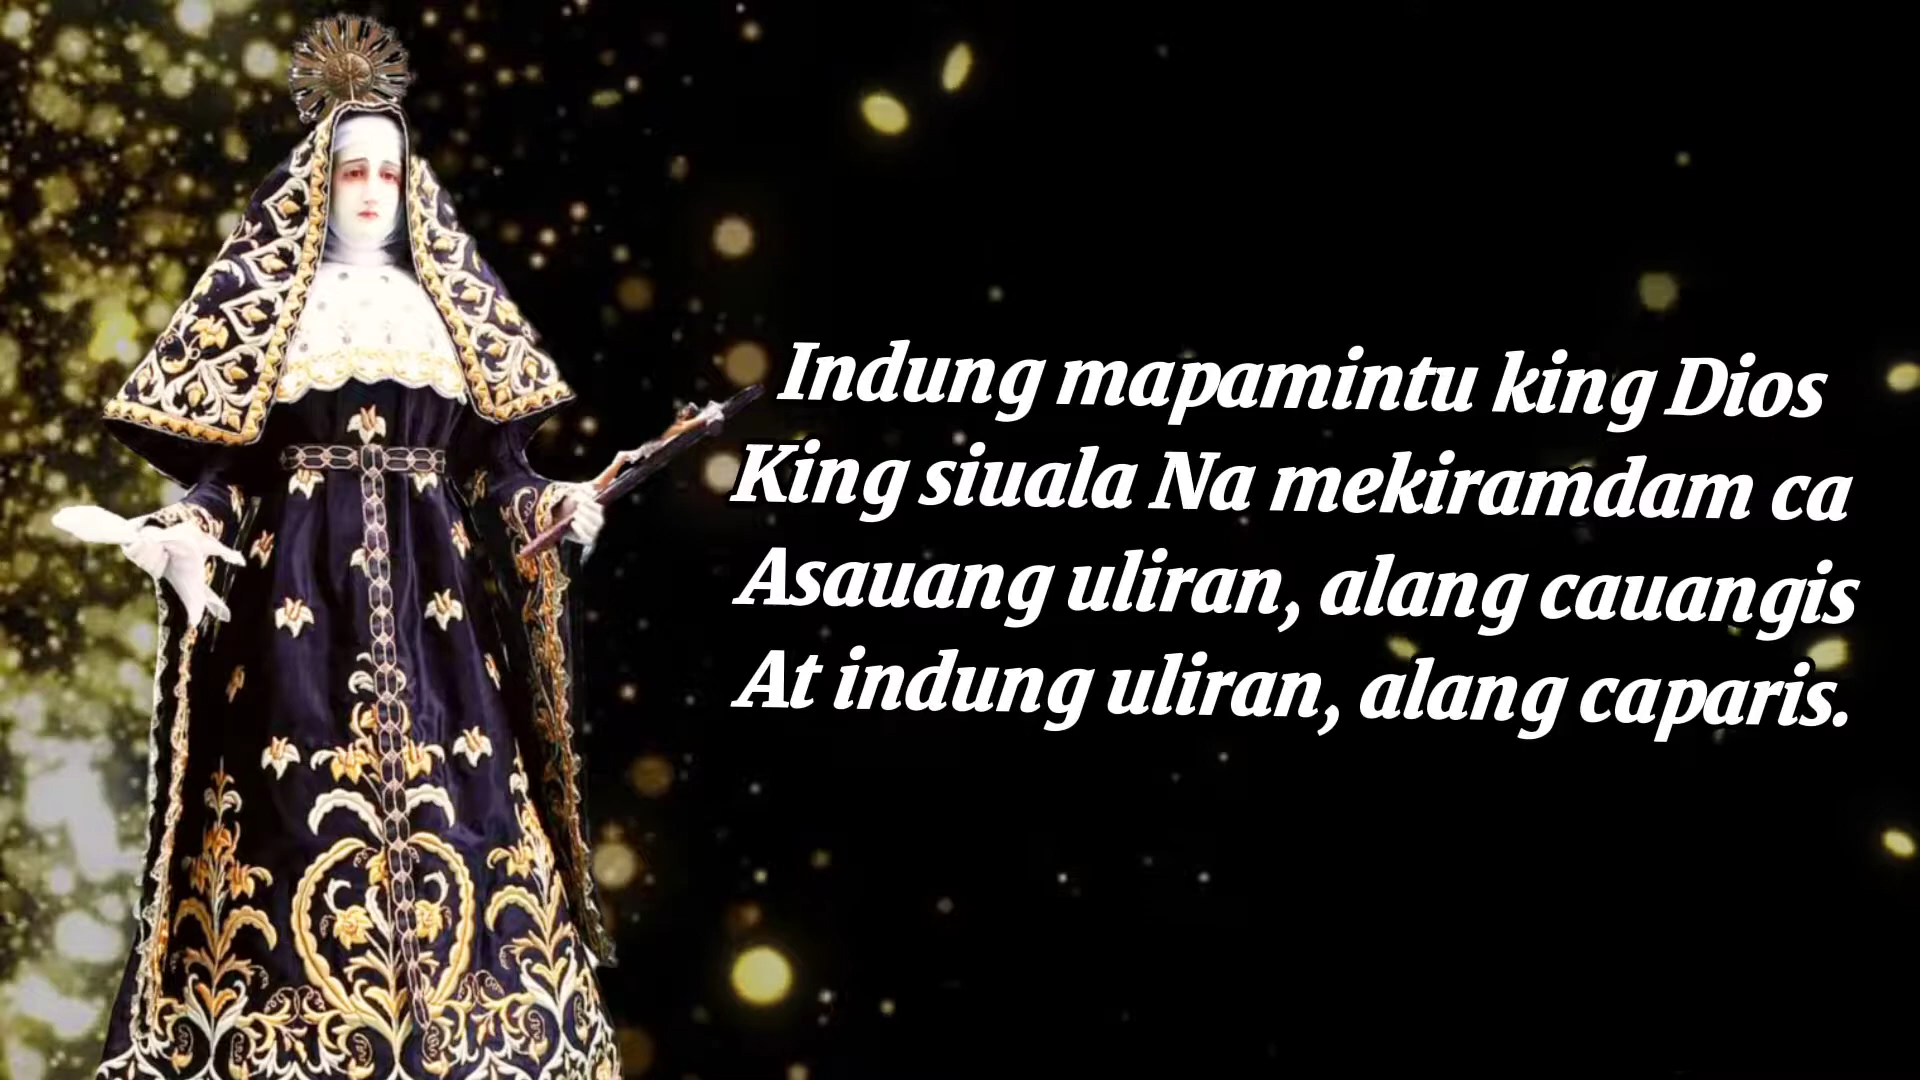 Indung mapamintu king Dios
King siuala Na mekiramdam ca
Asauang uliran, alang cauangis
At indung uliran, alang caparis.